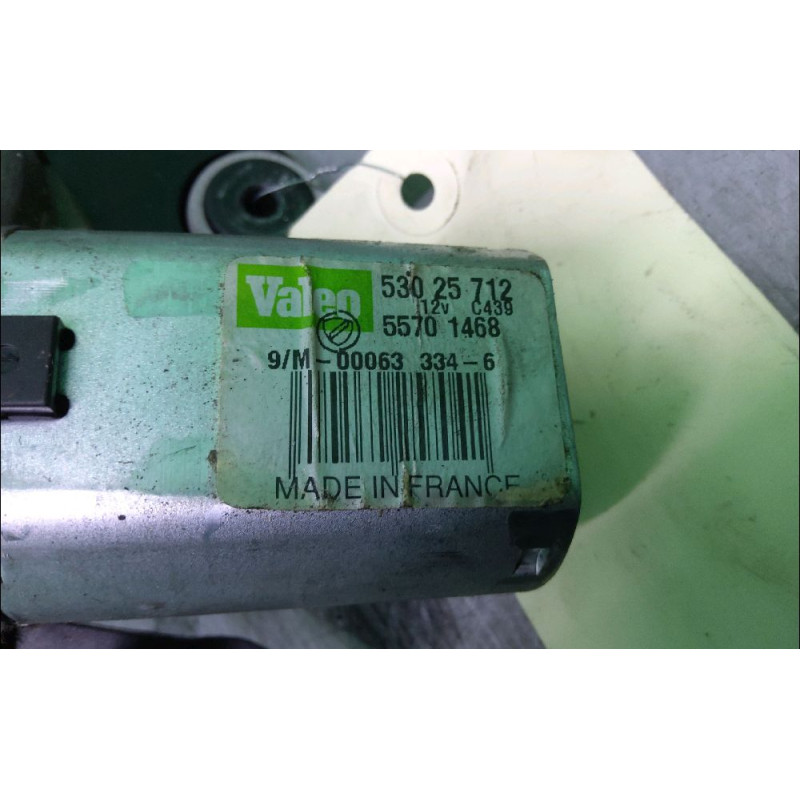 Valeo
530 25 712
12v C439
5570 1468
9/M-00063 334-6
MADE IN FRANCE